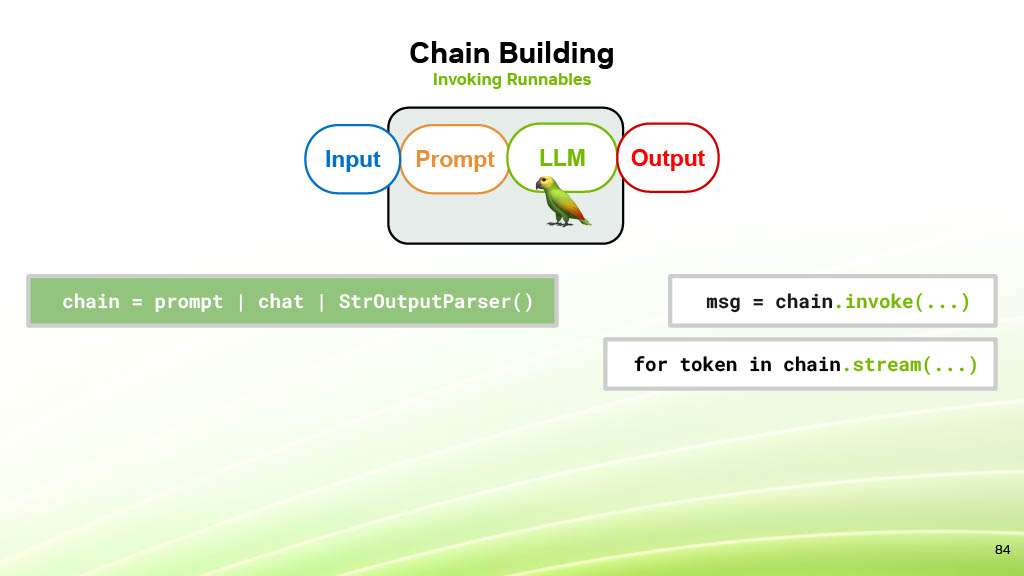 Chain Building
Invoking Runnables
Input Prompt LLM Output
chain = prompt | chat | StrOutputParser()
msg = chain.invoke(...)
for token in chain.stream(...)
84